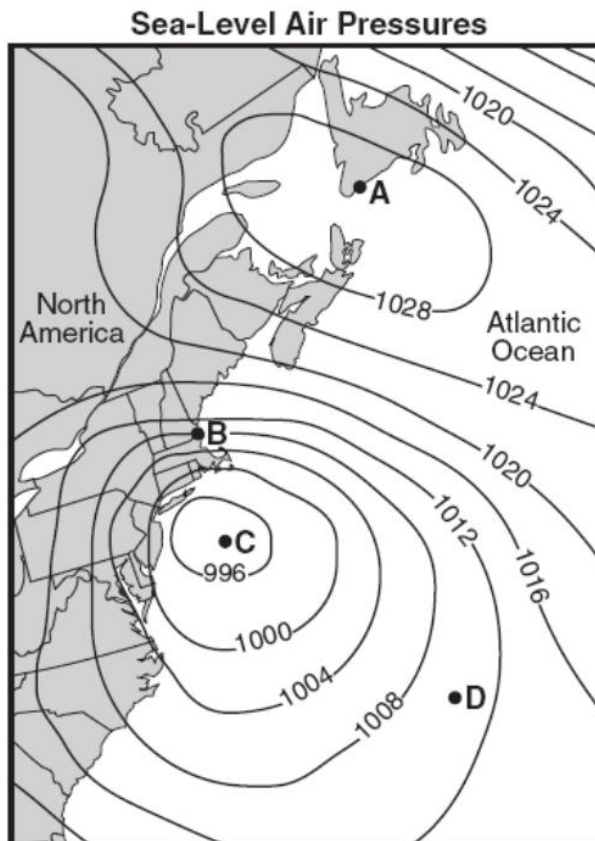 Sea-Level Air Pressures
1020
1024
A
1028
North
America
Atlantic
Ocean
1024
B
1020
1012
1016
C
996
1000
1004
1008
D